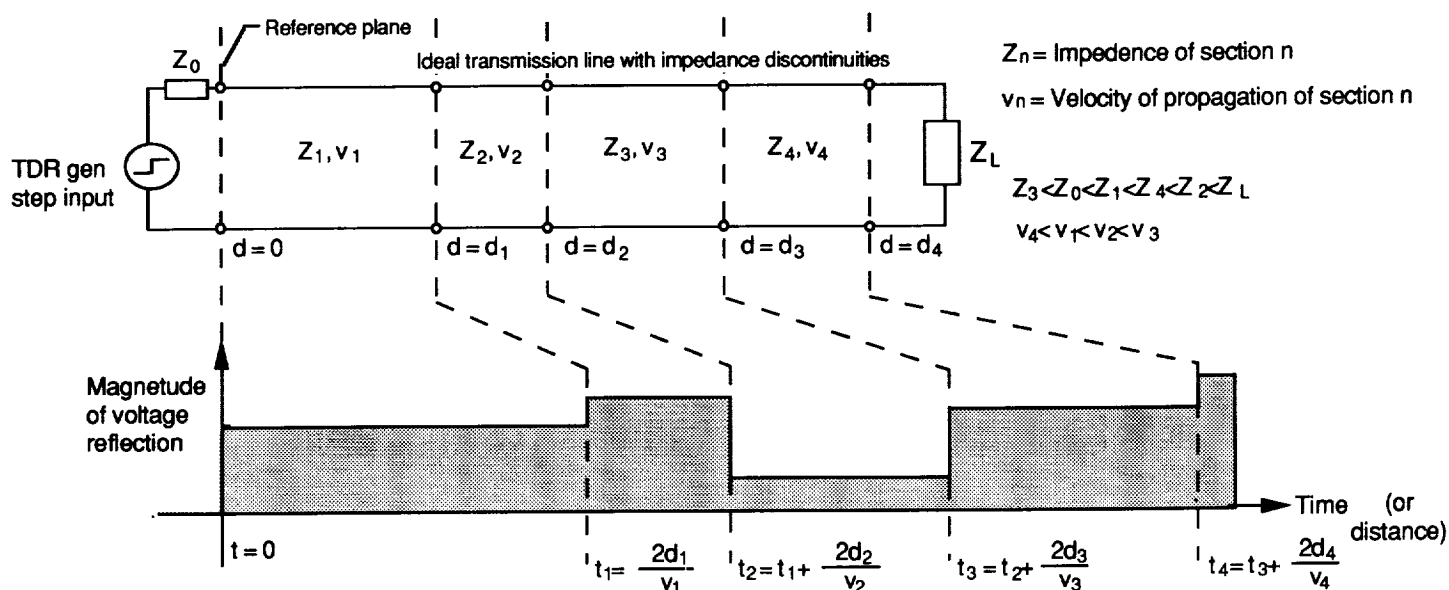 Reference plane
Z0
Ideal transmission line with impedance discontinuities
Zn = Impedence of section n
vn = Velocity of propagation of section n
TDR gen
step input
Z1, v1
Z2, v2
Z3, v3
Z4, v4
ZL
Z3<Z0<Z1<Z4<Z2<ZL
v4<v1<v2<v3
d=0
d=d1
d=d2
d=d3
d=d4
Magnetude
of voltage
reflection
Time (or
distance)
t=0
t1= 2d1/v1
t2=t1+ 2d2/v2
t3=t2+ 2d3/v3
t4=t3+ 2d4/v4